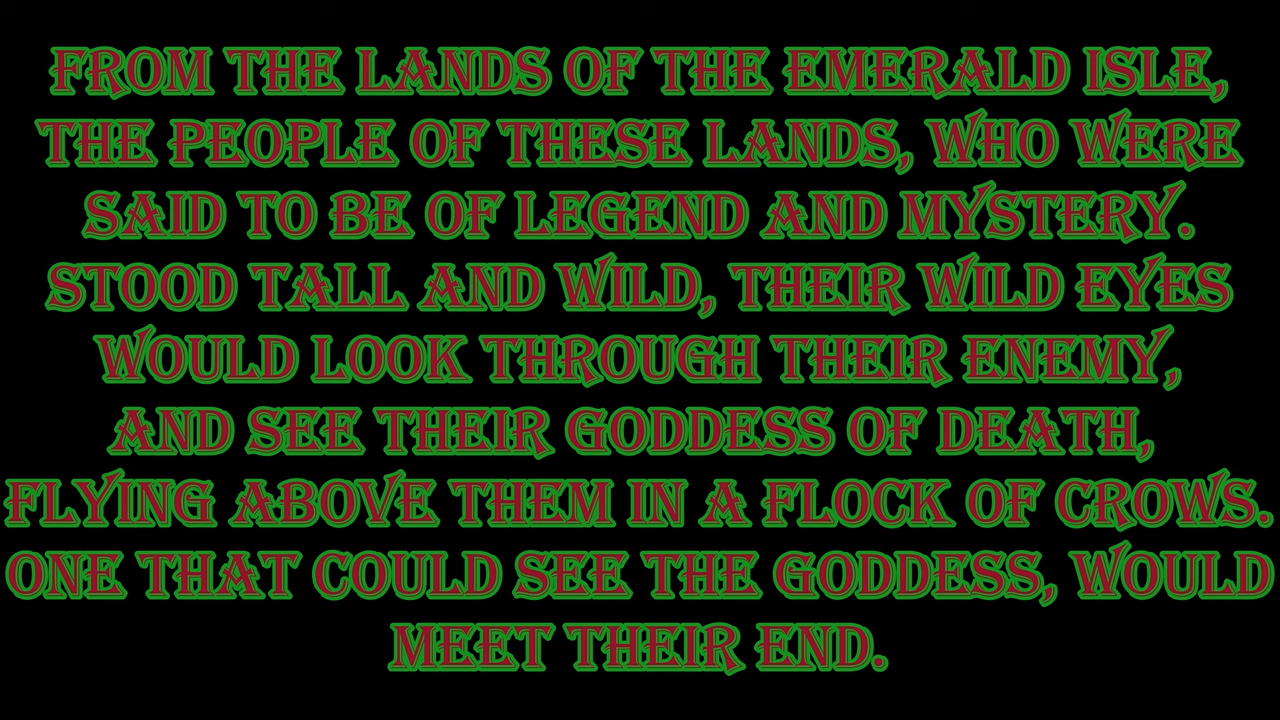 FROM THE LANDS OF THE EMERALD ISLE,
THE PEOPLE OF THESE LANDS, WHO WERE
SAID TO BE OF LEGEND AND MYSTERY.
STOOD TALL AND WILD, THEIR WILD EYES
WOULD LOOK THROUGH THEIR ENEMY,
AND SEE THEIR GODDESS OF DEATH,
FLYING ABOVE THEM IN A FLOCK OF CROWS.
ONE THAT COULD SEE THE GODDESS, WOULD
MEET THEIR END.